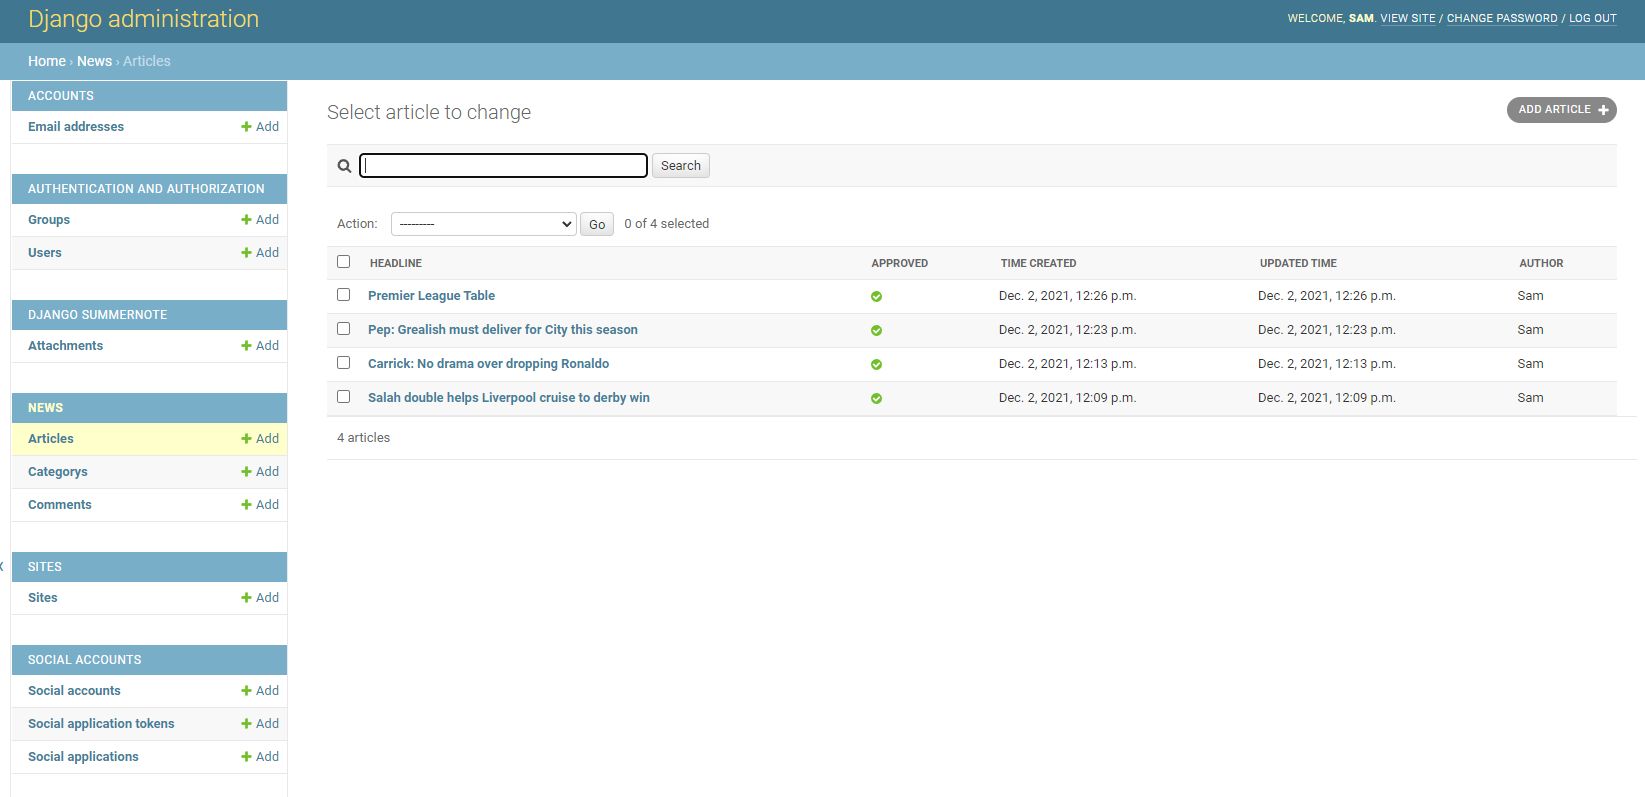 Django administration
WELCOME, SAM. VIEW SITE / CHANGE PASSWORD / LOG OUT
Home › News › Articles
ACCOUNTS
Email addresses + Add
AUTHENTICATION AND AUTHORIZATION
Groups + Add
Users + Add
DJANGO SUMMERNOTE
Attachments + Add
NEWS
Articles + Add
Categorys + Add
Comments + Add
SITES
Sites + Add
SOCIAL ACCOUNTS
Social accounts + Add
Social application tokens + Add
Social applications + Add
Select article to change
ADD ARTICLE +
Search
Action: --------- Go 0 of 4 selected
HEADLINE APPROVED TIME CREATED UPDATED TIME AUTHOR
Premier League Table Dec. 2, 2021, 12:26 p.m. Dec. 2, 2021, 12:26 p.m. Sam
Pep: Grealish must deliver for City this season Dec. 2, 2021, 12:23 p.m. Dec. 2, 2021, 12:23 p.m. Sam
Carrick: No drama over dropping Ronaldo Dec. 2, 2021, 12:13 p.m. Dec. 2, 2021, 12:13 p.m. Sam
Salah double helps Liverpool cruise to derby win Dec. 2, 2021, 12:09 p.m. Dec. 2, 2021, 12:09 p.m. Sam
4 articles